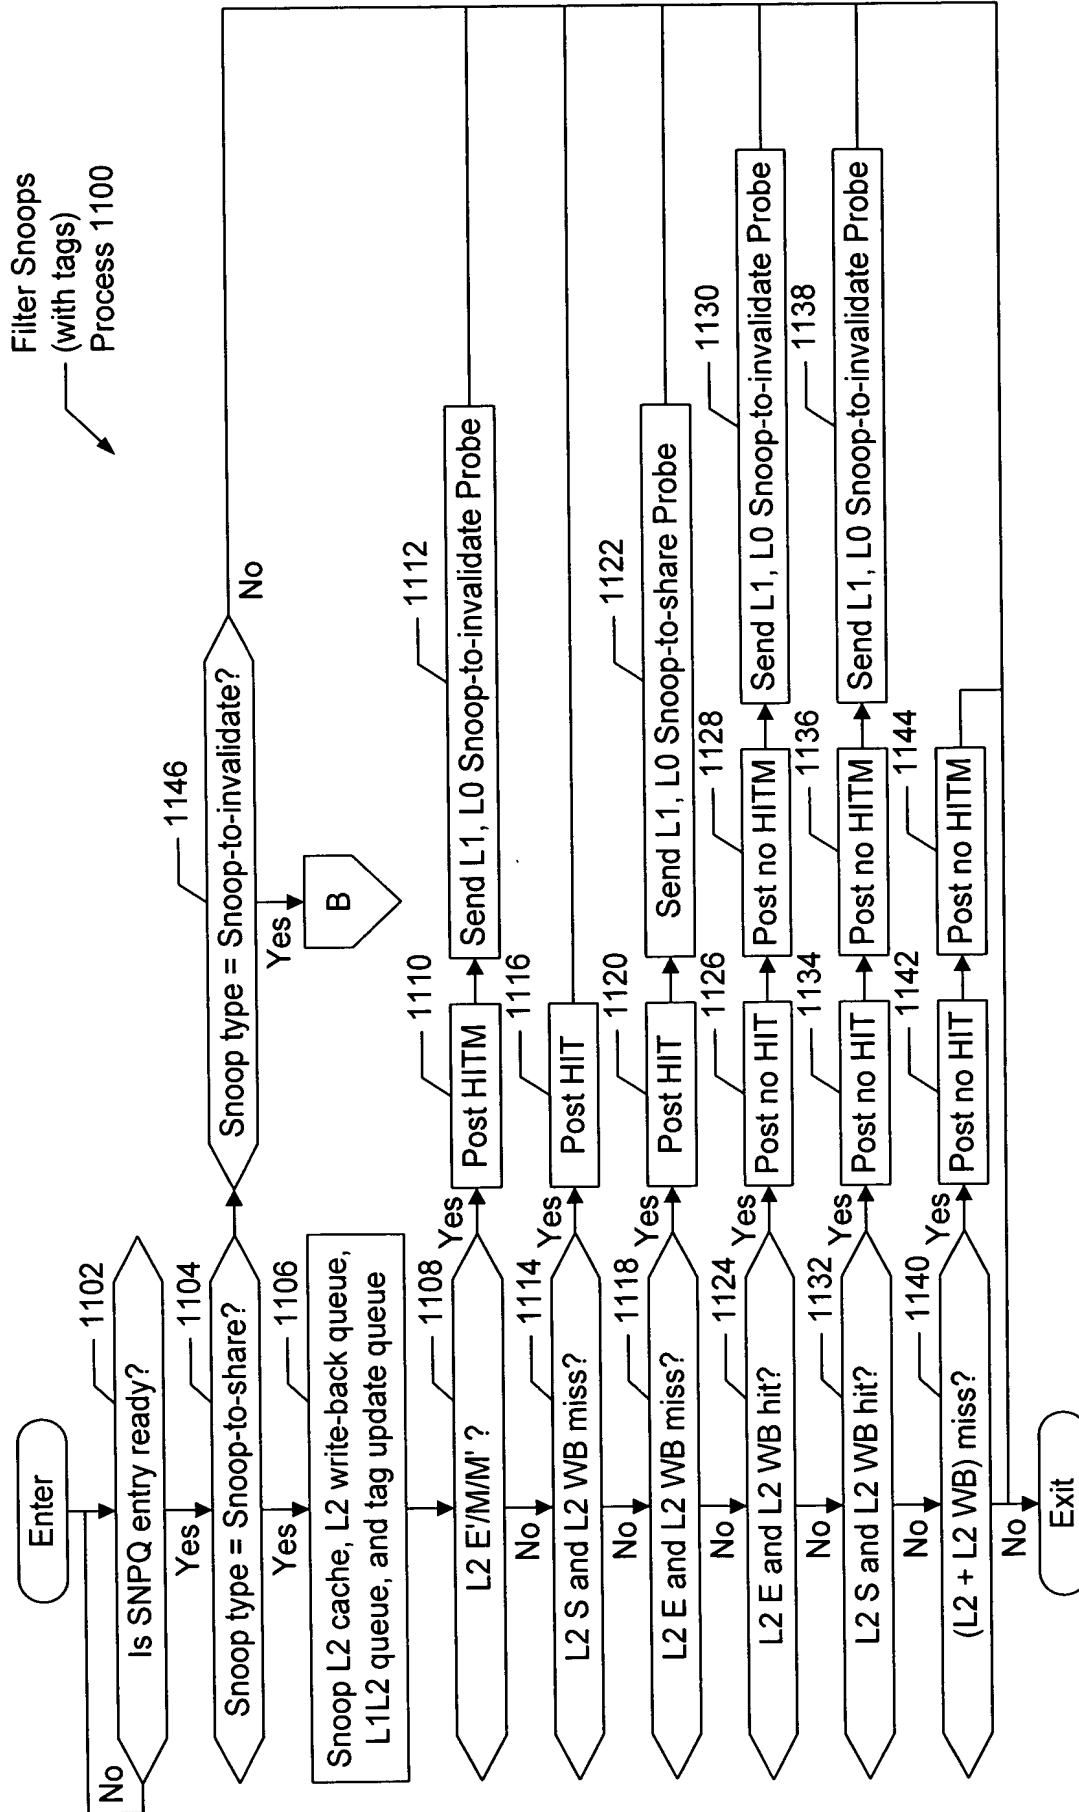 Filter Snoops
(with tags)
Process 1100
Enter
1102
Is SNPQ entry ready?
No
Yes
1104
Snoop type = Snoop-to-share?
1146
Snoop type = Snoop-to-invalidate?
No
Yes
B
Yes
1106
Snoop L2 cache, L2 write-back queue,
L1L2 queue, and tag update queue
1108
L2 E'/M/M' ?
Yes
1110
Post HITM
1112
Send L1, L0 Snoop-to-invalidate Probe
No
1114
L2 S and L2 WB miss?
Yes
1116
Post HIT
No
1118
L2 E and L2 WB miss?
Yes
1120
Post HIT
1122
Send L1, L0 Snoop-to-share Probe
No
1124
L2 E and L2 WB hit?
Yes
1126
Post no HIT
1128
Post no HITM
1130
Send L1, L0 Snoop-to-invalidate Probe
No
1132
L2 S and L2 WB hit?
Yes
1134
Post no HIT
1136
Post no HITM
1138
Send L1, L0 Snoop-to-invalidate Probe
No
1140
(L2 + L2 WB) miss?
Yes
1142
Post no HIT
1144
Post no HITM
No
Exit